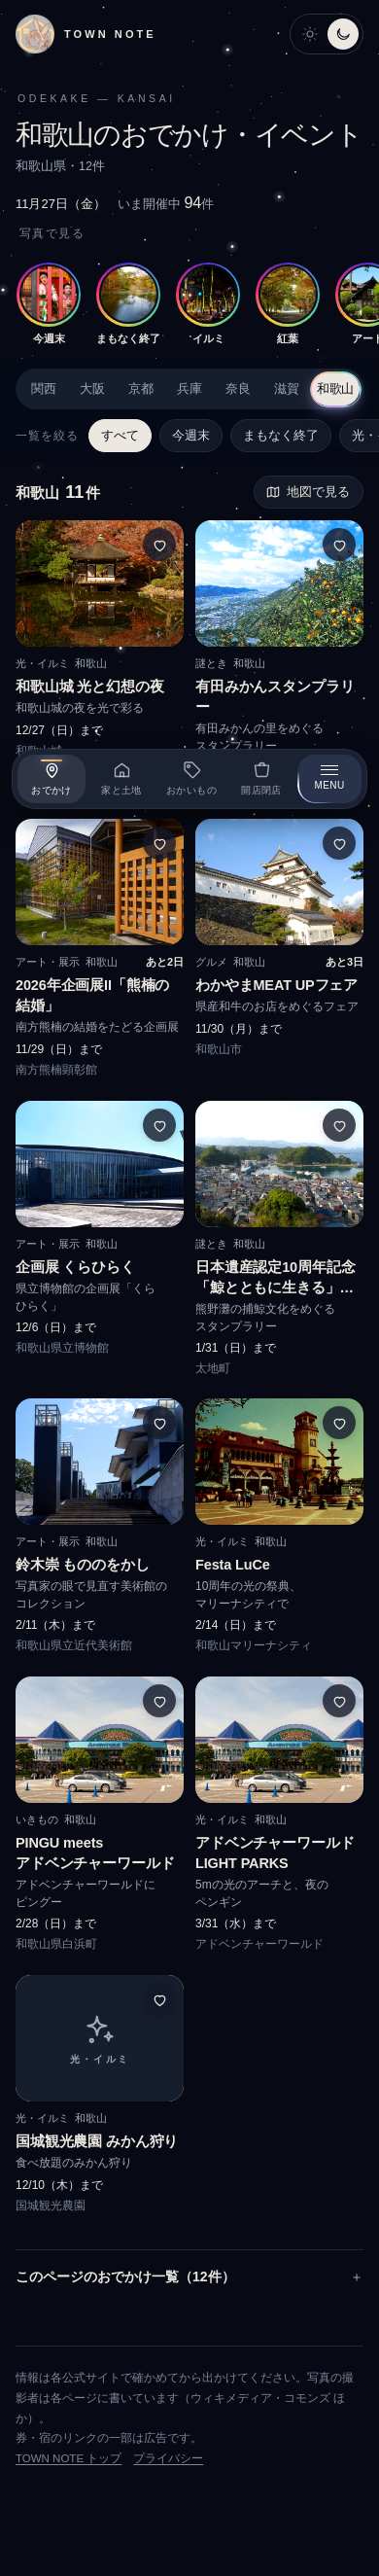 TOWN NOTE
ODEKAKE — KANSAI
和歌山のおでかけ・イベント
和歌山県・12件
11月27日（金） いま開催中 94件
写真で見る
今週末 まもなく終了 イルミ 紅葉 アート
関西 大阪 京都 兵庫 奈良 滋賀 和歌山
一覧を絞る すべて 今週末 まもなく終了 光・
和歌山 11件 地図で見る
光・イルミ 和歌山
和歌山城 光と幻想の夜
和歌山城の夜を光で彩る
12/27（日）まで
和歌山城
謎とき 和歌山
有田みかんスタンプラリ
ー
有田みかんの里をめぐる
スタンプラリー
おでかけ 家と土地 おかいもの 開店閉店 MENU
アート・展示 和歌山 あと2日
2026年企画展II「熊楠の
結婚」
南方熊楠の結婚をたどる企画展
11/29（日）まで
南方熊楠顕彰館
グルメ 和歌山 あと3日
わかやまMEAT UPフェア
県産和牛のお店をめぐるフェア
11/30（月）まで
和歌山市
アート・展示 和歌山
企画展 くらひらく
県立博物館の企画展「くら
ひらく」
12/6（日）まで
和歌山県立博物館
謎とき 和歌山
日本遺産認定10周年記念
「鯨とともに生きる」…
熊野灘の捕鯨文化をめぐる
スタンプラリー
1/31（日）まで
太地町
アート・展示 和歌山
鈴木崇 もののをかし
写真家の眼で見直す美術館の
コレクション
2/11（木）まで
和歌山県立近代美術館
光・イルミ 和歌山
Festa LuCe
10周年の光の祭典、
マリーナシティで
2/14（日）まで
和歌山マリーナシティ
いきもの 和歌山
PINGU meets
アドベンチャーワールド
アドベンチャーワールドに
ピングー
2/28（日）まで
和歌山県白浜町
光・イルミ 和歌山
アドベンチャーワールド
LIGHT PARKS
5mの光のアーチと、夜の
ペンギン
3/31（水）まで
アドベンチャーワールド
光・イルミ
光・イルミ 和歌山
国城観光農園 みかん狩り
食べ放題のみかん狩り
12/10（木）まで
国城観光農園
このページのおでかけ一覧（12件） +
情報は各公式サイトで確かめてから出かけてください。写真の撮
影者は各ページに書いています（ウィキメディア・コモンズ ほ
か）。
券・宿のリンクの一部は広告です。
TOWN NOTE トップ プライバシー